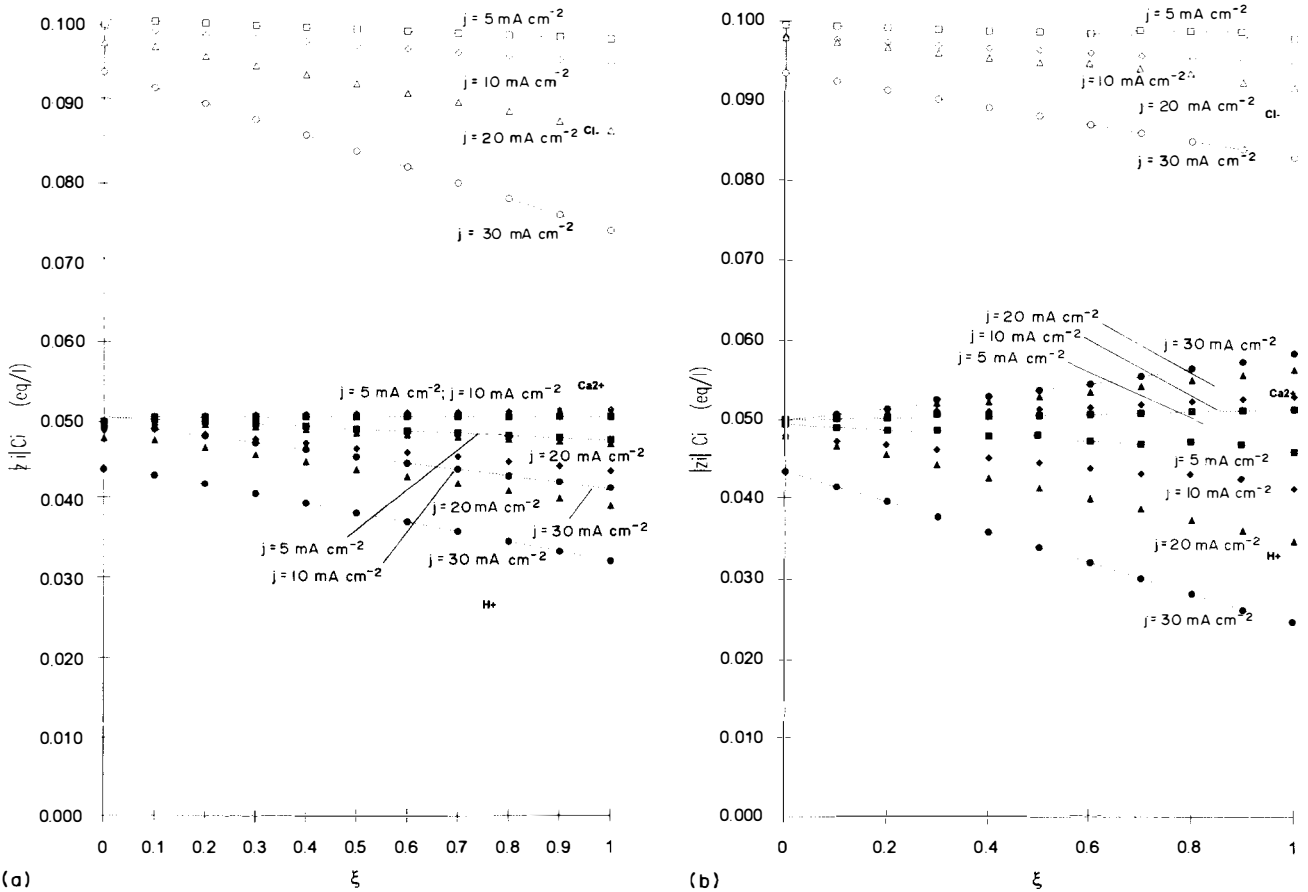 0.100
0.090
0.080
0.070
0.060
0.050
0.040
0.030
0.020
0.010
0.000
|zi| Ci (eq/l)
j = 5 mA cm⁻²
j = 10 mA cm⁻²
j = 20 mA cm⁻² Cl-
j = 30 mA cm⁻²
Ca2+
j = 5 mA cm⁻²; j = 10 mA cm⁻²
j = 20 mA cm⁻²
j = 20 mA cm⁻²
j = 30 mA cm⁻²
j = 5 mA cm⁻²
j = 30 mA cm⁻²
j = 10 mA cm⁻²
H+
0 0.1 0.2 0.3 0.4 0.5 0.6 0.7 0.8 0.9 1
(a) ξ
0.100
0.090
0.080
0.070
0.060
0.050
0.040
0.030
0.020
0.010
0.000
|zi| Ci (eq/l)
j = 5 mA cm⁻²
j = 10 mA cm⁻²
j = 20 mA cm⁻²
Cl-
j = 30 mA cm⁻²
j = 20 mA cm⁻²
j = 10 mA cm⁻²
j = 30 mA cm⁻²
j = 5 mA cm⁻²
Ca2+
j = 5 mA cm⁻²
j = 10 mA cm⁻²
j = 20 mA cm⁻²
H+
j = 30 mA cm⁻²
0 0.2 0.4 0.6 0.8 1
(b) ξ